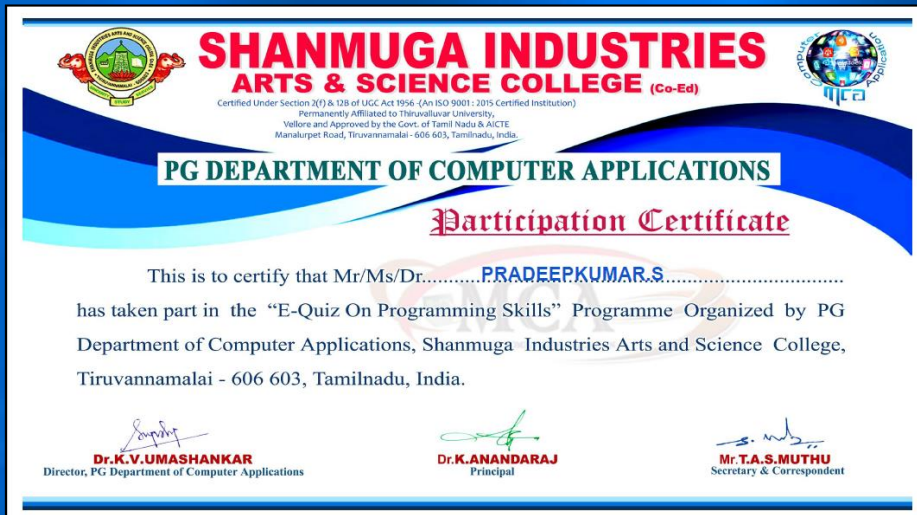 SHANMUGA INDUSTRIES
ARTS & SCIENCE COLLEGE (Co-Ed)
Certified Under Section 2(f) & 12B of UGC Act 1956 -(An ISO 9001 : 2015 Certified Institution)
Permanently Affiliated to Thiruvalluvar University,
Vellore and Approved by the Govt. of Tamil Nadu & AICTE
Manalurpet Road, Tiruvannamalai - 606 603, Tamilnadu, India.
Computer Application
mca
PG DEPARTMENT OF COMPUTER APPLICATIONS
Participation Certificate
This is to certify that Mr/Ms/Dr......PRADEEPKUMAR.S..............................
has taken part in the “E-Quiz On Programming Skills” Programme Organized by PG
Department of Computer Applications, Shanmuga Industries Arts and Science College,
Tiruvannamalai - 606 603, Tamilnadu, India.
MCA
Dr.K.V.UMASHANKAR
Director, PG Department of Computer Applications
Dr.K.ANANDARAJ
Principal
Mr.T.A.S.MUTHU
Secretary & Correspondent